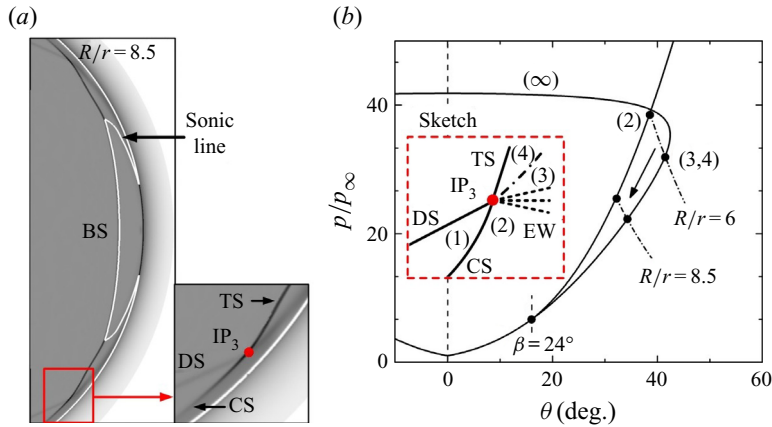 (a)
R/r = 8.5
Sonic
line
BS
TS
IP₃
DS
CS
(b)
(∞)
40
(2)
Sketch
TS
(4)
(3,4)
IP₃
(3)
DS
p/p∞
R/r = 6
(1)
(2)
EW
20
CS
R/r = 8.5
β = 24°
0
0
20
40
60
θ (deg.)